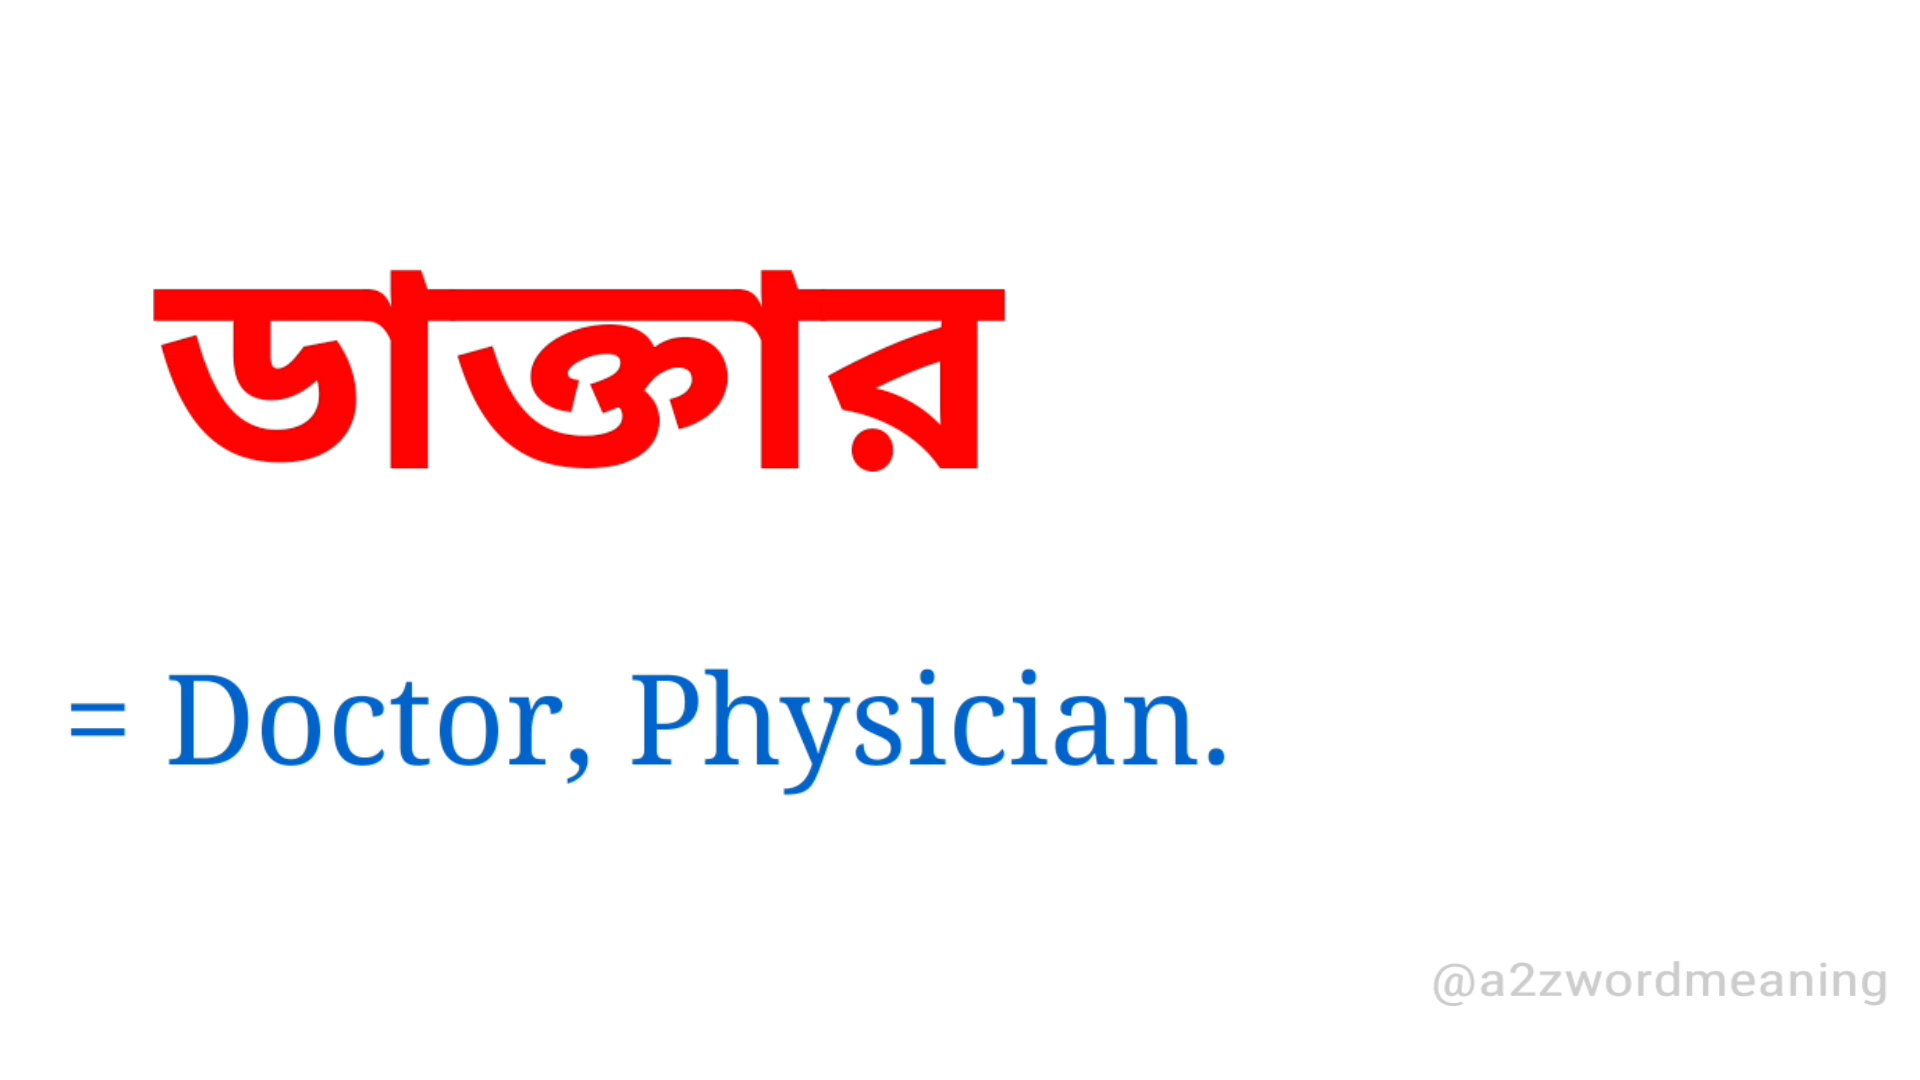 ডাক্তার
= Doctor, Physician.
@a2zwordmeaning